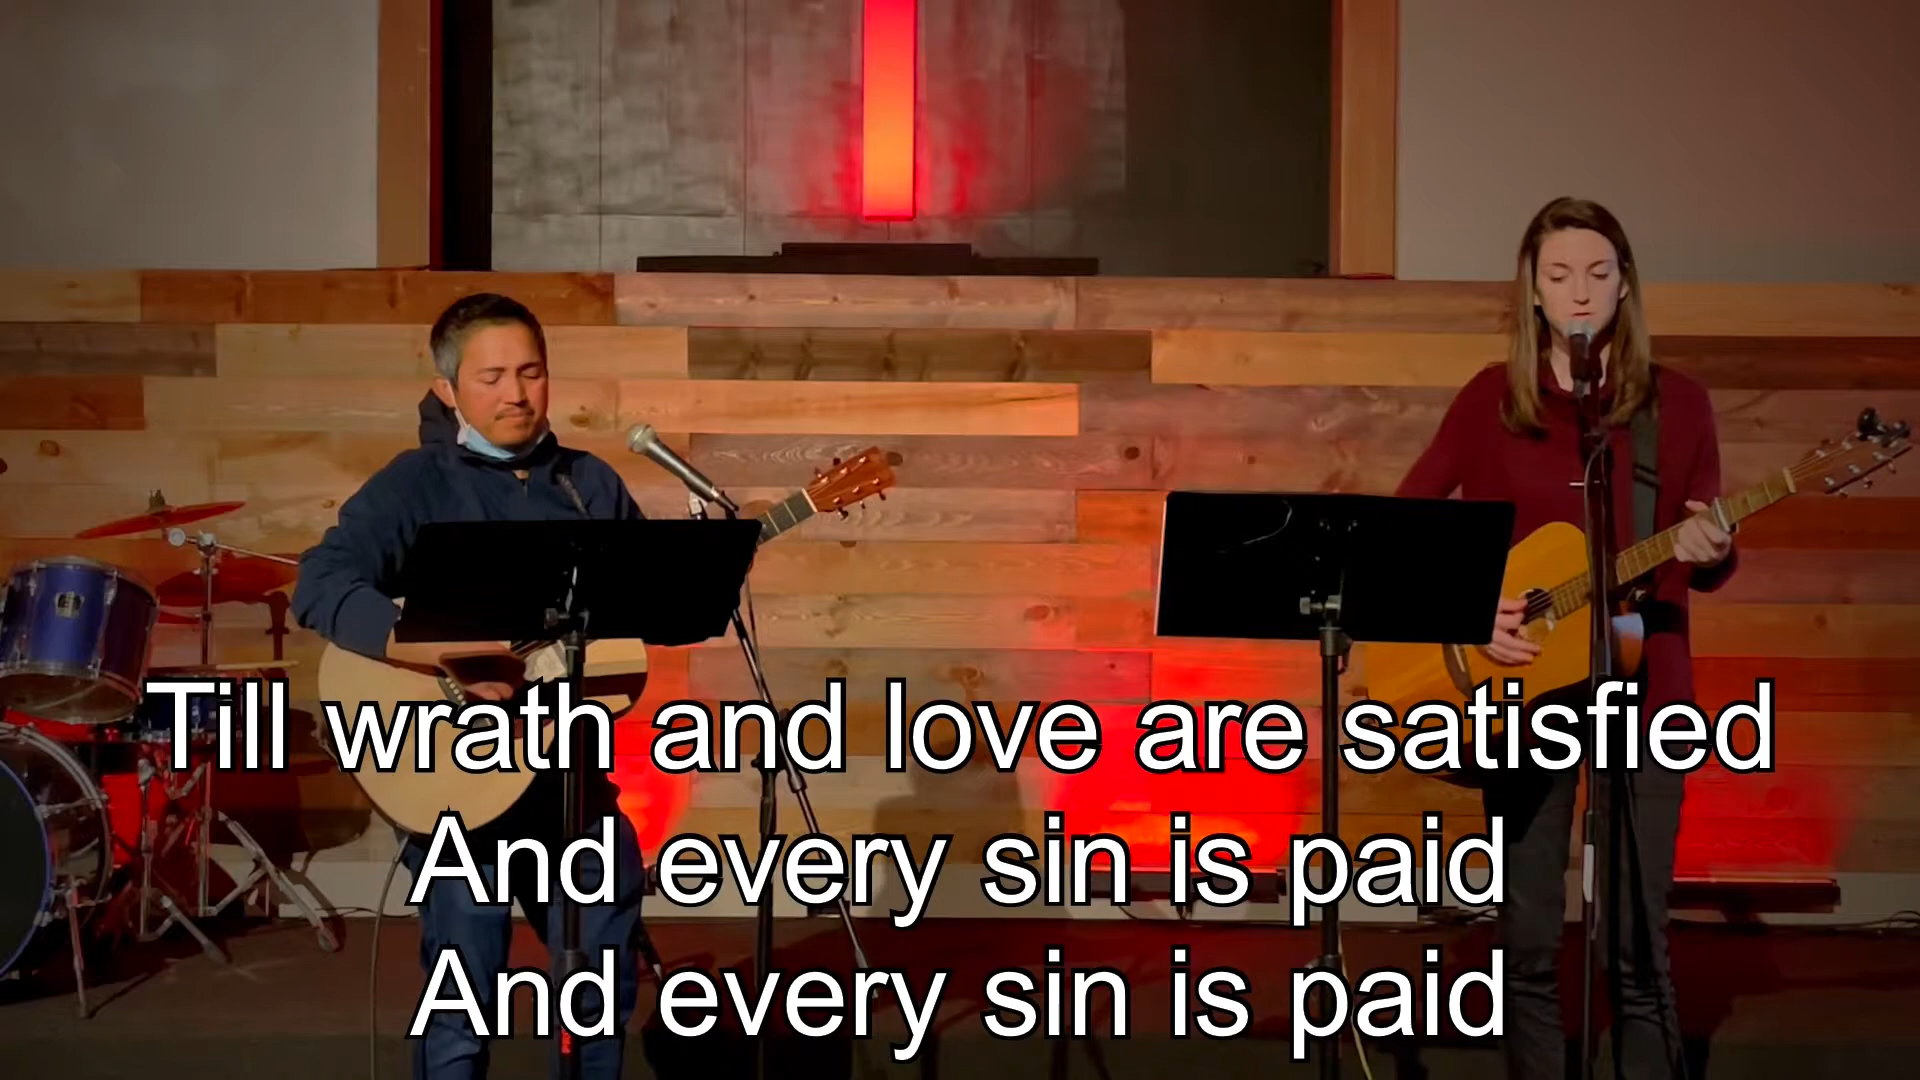 Till wrath and love are satisfied
And every sin is paid
And every sin is paid